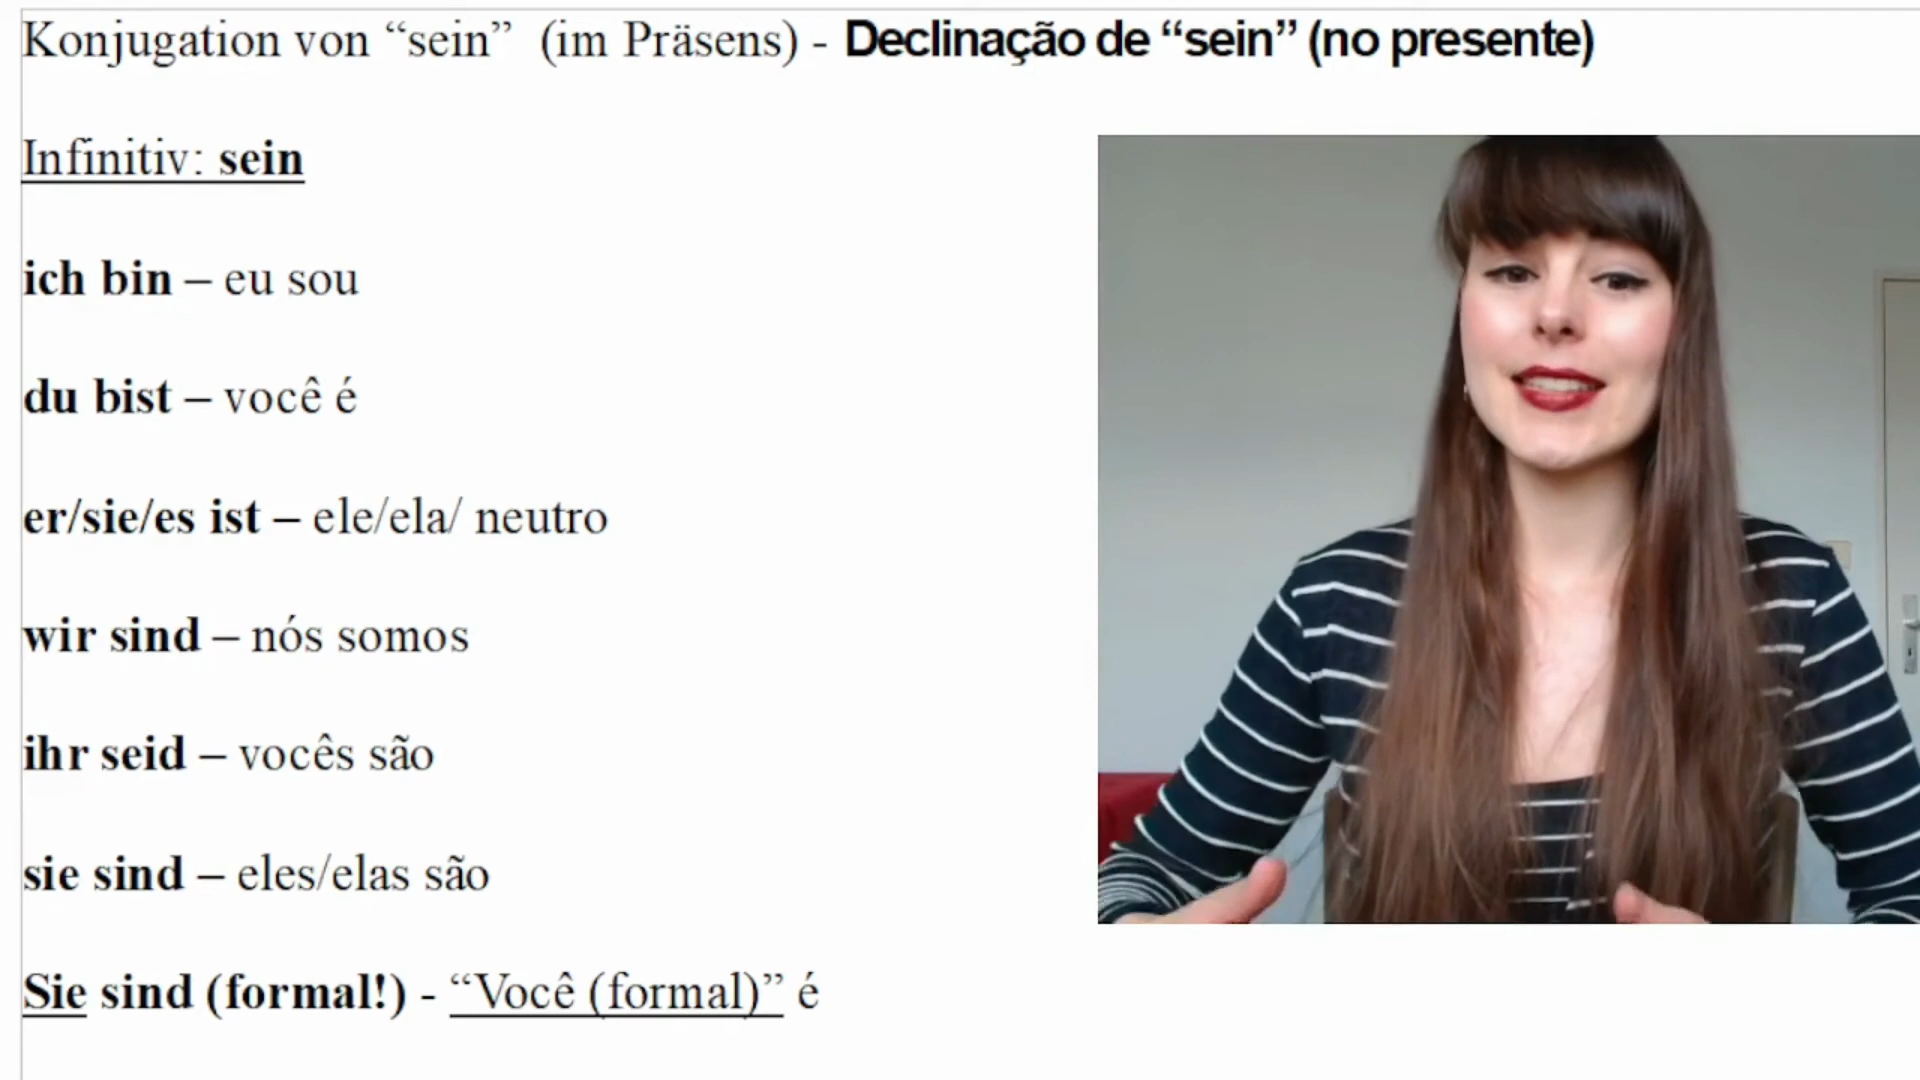 Konjugation von “sein” (im Präsens) - Declinação de “sein” (no presente)
Infinitiv: sein
ich bin – eu sou
du bist – você é
er/sie/es ist – ele/ela/ neutro
wir sind – nós somos
ihr seid – vocês são
sie sind – eles/elas são
Sie sind (formal!) - “Você (formal)” é